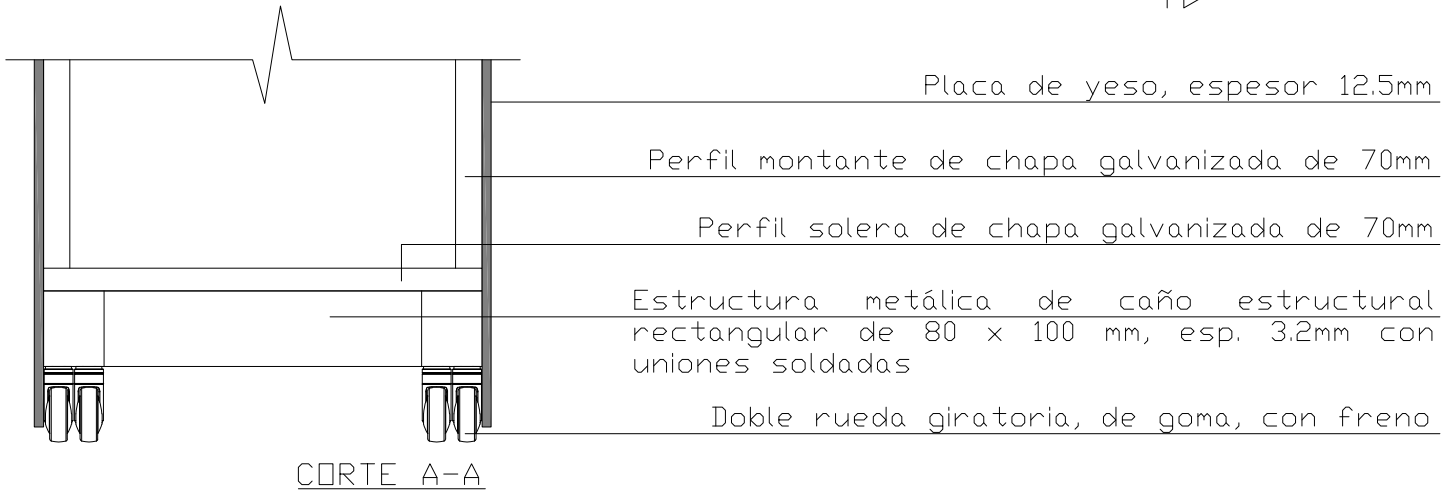 Placa de yeso, espesor 12.5mm
Perfil montante de chapa galvanizada de 70mm
Perfil solera de chapa galvanizada de 70mm
Estructura metálica de caño estructural
rectangular de 80 x 100 mm, esp. 3.2mm con
uniones soldadas
Doble rueda giratoria, de goma, con freno
CORTE A-A